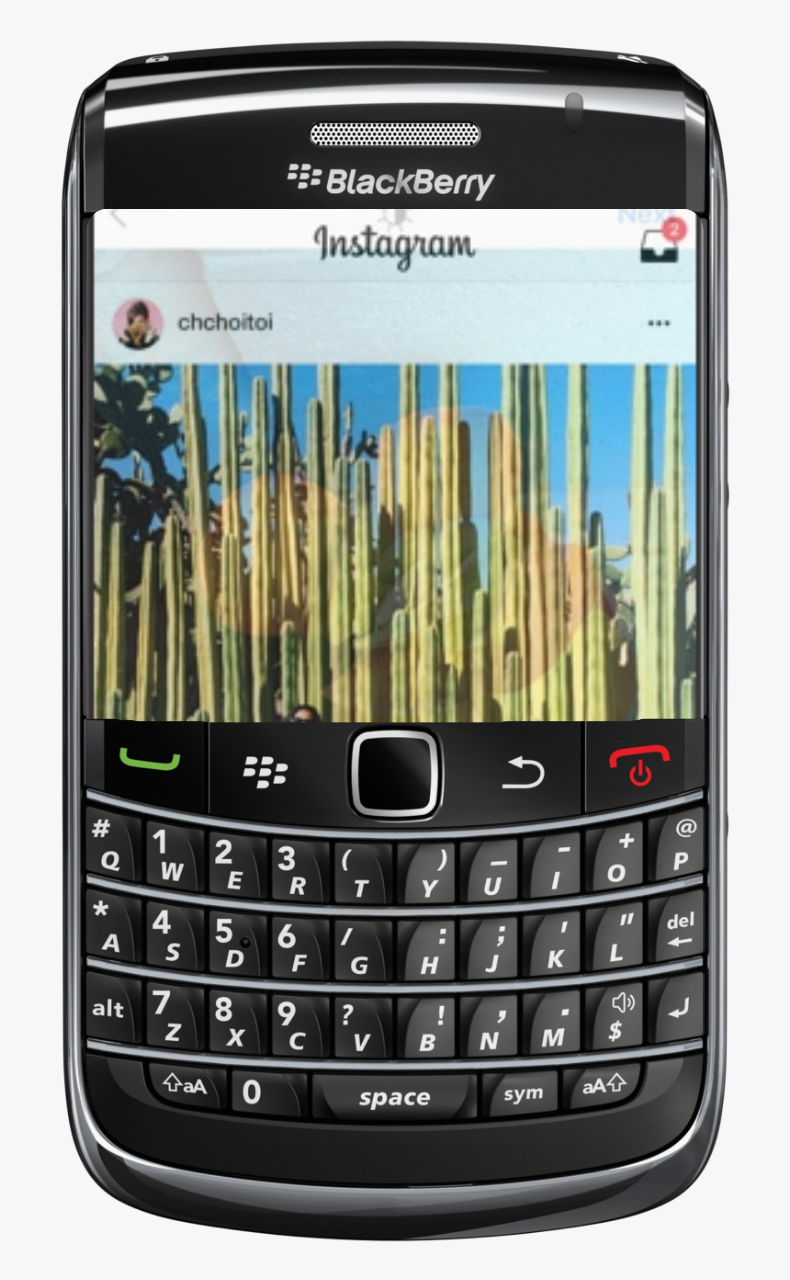 BlackBerry
Next
Instagram
2
chchoitoi
...
# 1 2 3 ( ) _ - + @
Q W E R T Y U I O P
* 4 5 6 / : ; ' " del
A S D F G H J K L
alt 7 8 9 ? ! , .
Z X C V B N M $
aA 0 space sym aA